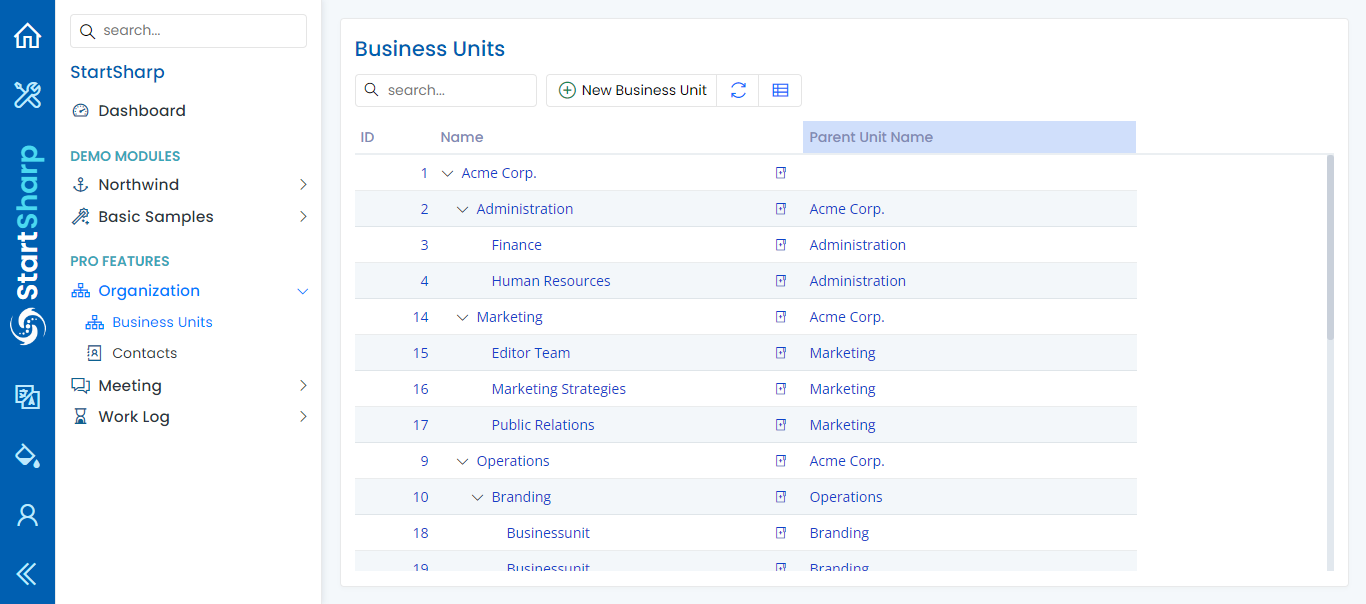 StartSharp
search...
StartSharp
Dashboard
DEMO MODULES
Northwind
Basic Samples
PRO FEATURES
Organization
Business Units
Contacts
Meeting
Work Log
Business Units
search... New Business Unit
ID Name Parent Unit Name
1 Acme Corp.
2 Administration Acme Corp.
3 Finance Administration
4 Human Resources Administration
14 Marketing Acme Corp.
15 Editor Team Marketing
16 Marketing Strategies Marketing
17 Public Relations Marketing
9 Operations Acme Corp.
10 Branding Operations
18 Businessunit Branding
19 Businessunit Branding